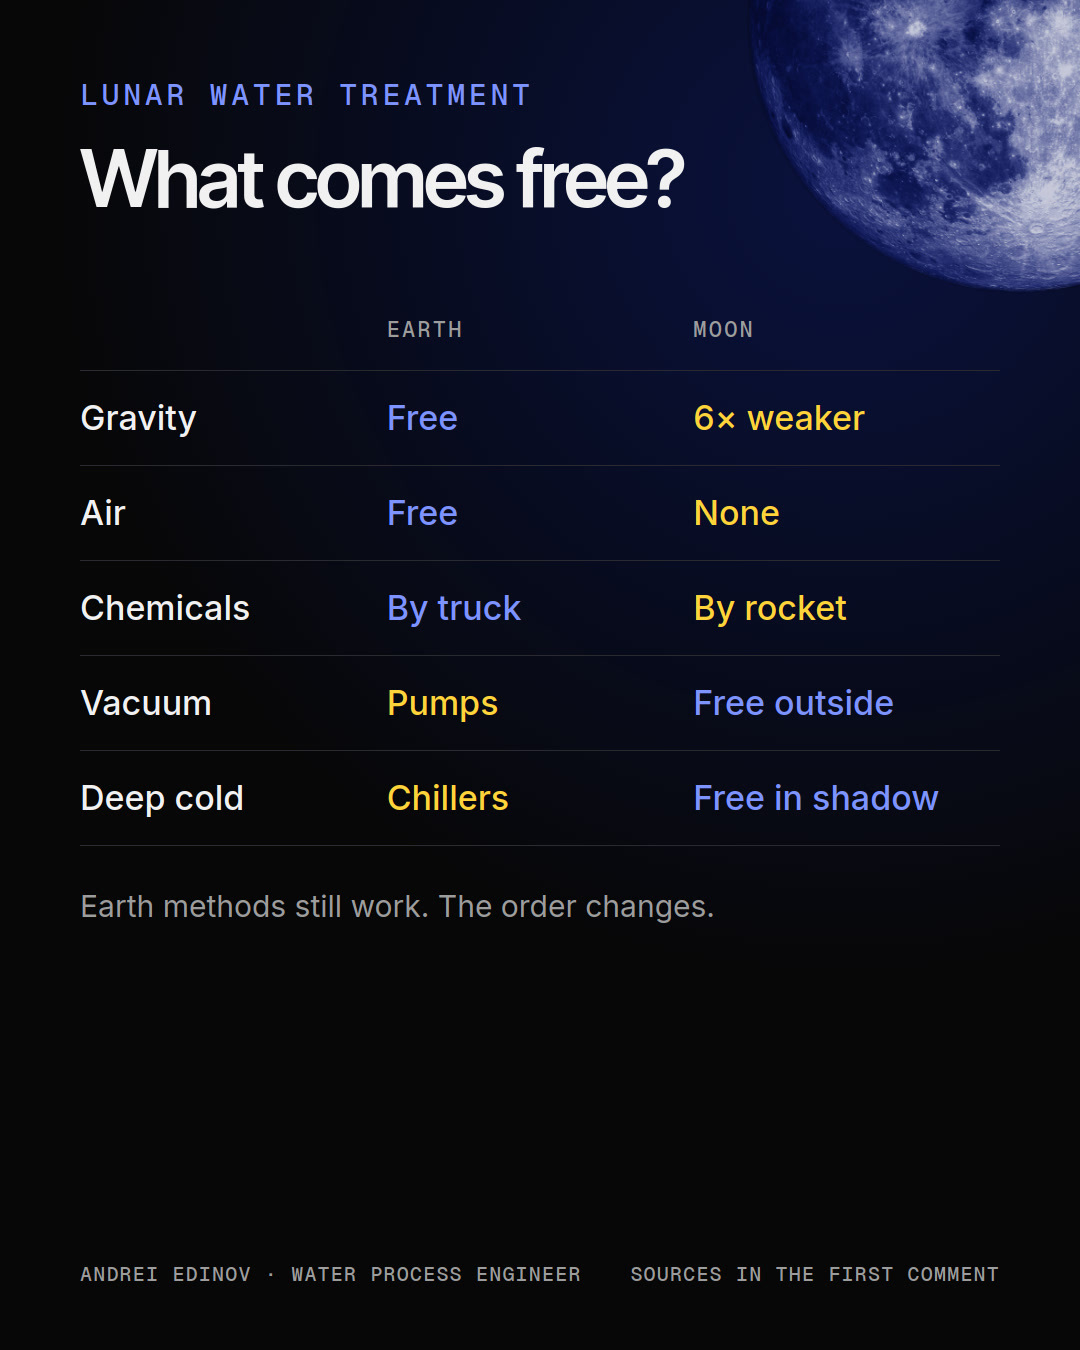 LUNAR WATER TREATMENT
What comes free?
EARTH MOON
Gravity Free 6× weaker
Air Free None
Chemicals By truck By rocket
Vacuum Pumps Free outside
Deep cold Chillers Free in shadow
Earth methods still work. The order changes.
ANDREI EDINOV · WATER PROCESS ENGINEER SOURCES IN THE FIRST COMMENT